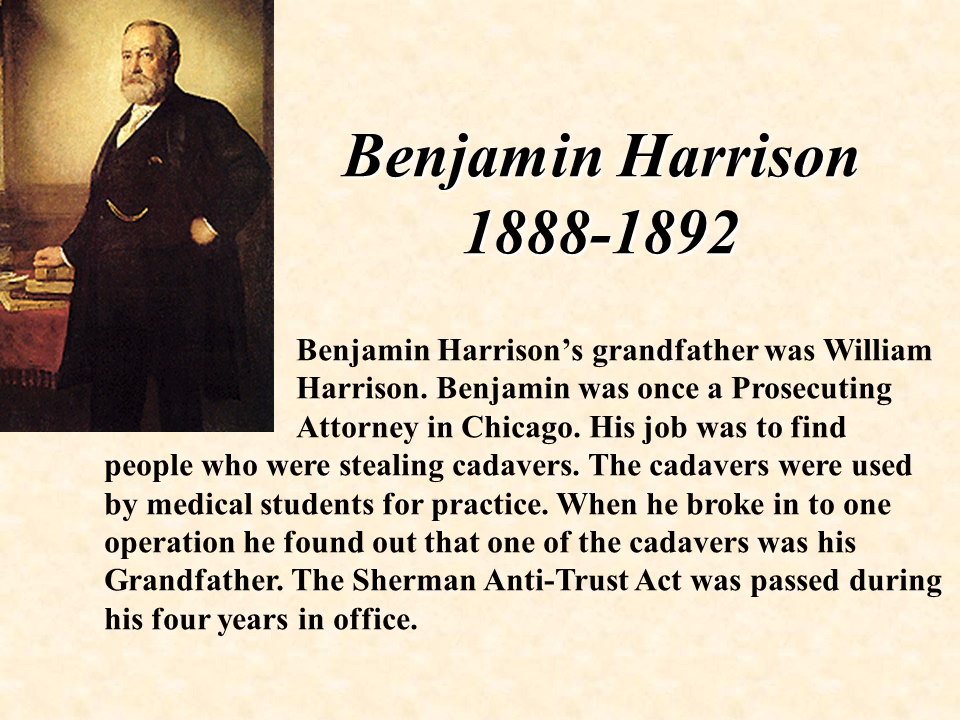 Benjamin Harrison
1888-1892
Benjamin Harrison’s grandfather was William
Harrison. Benjamin was once a Prosecuting
Attorney in Chicago. His job was to find
people who were stealing cadavers. The cadavers were used
by medical students for practice. When he broke in to one
operation he found out that one of the cadavers was his
Grandfather. The Sherman Anti-Trust Act was passed during
his four years in office.